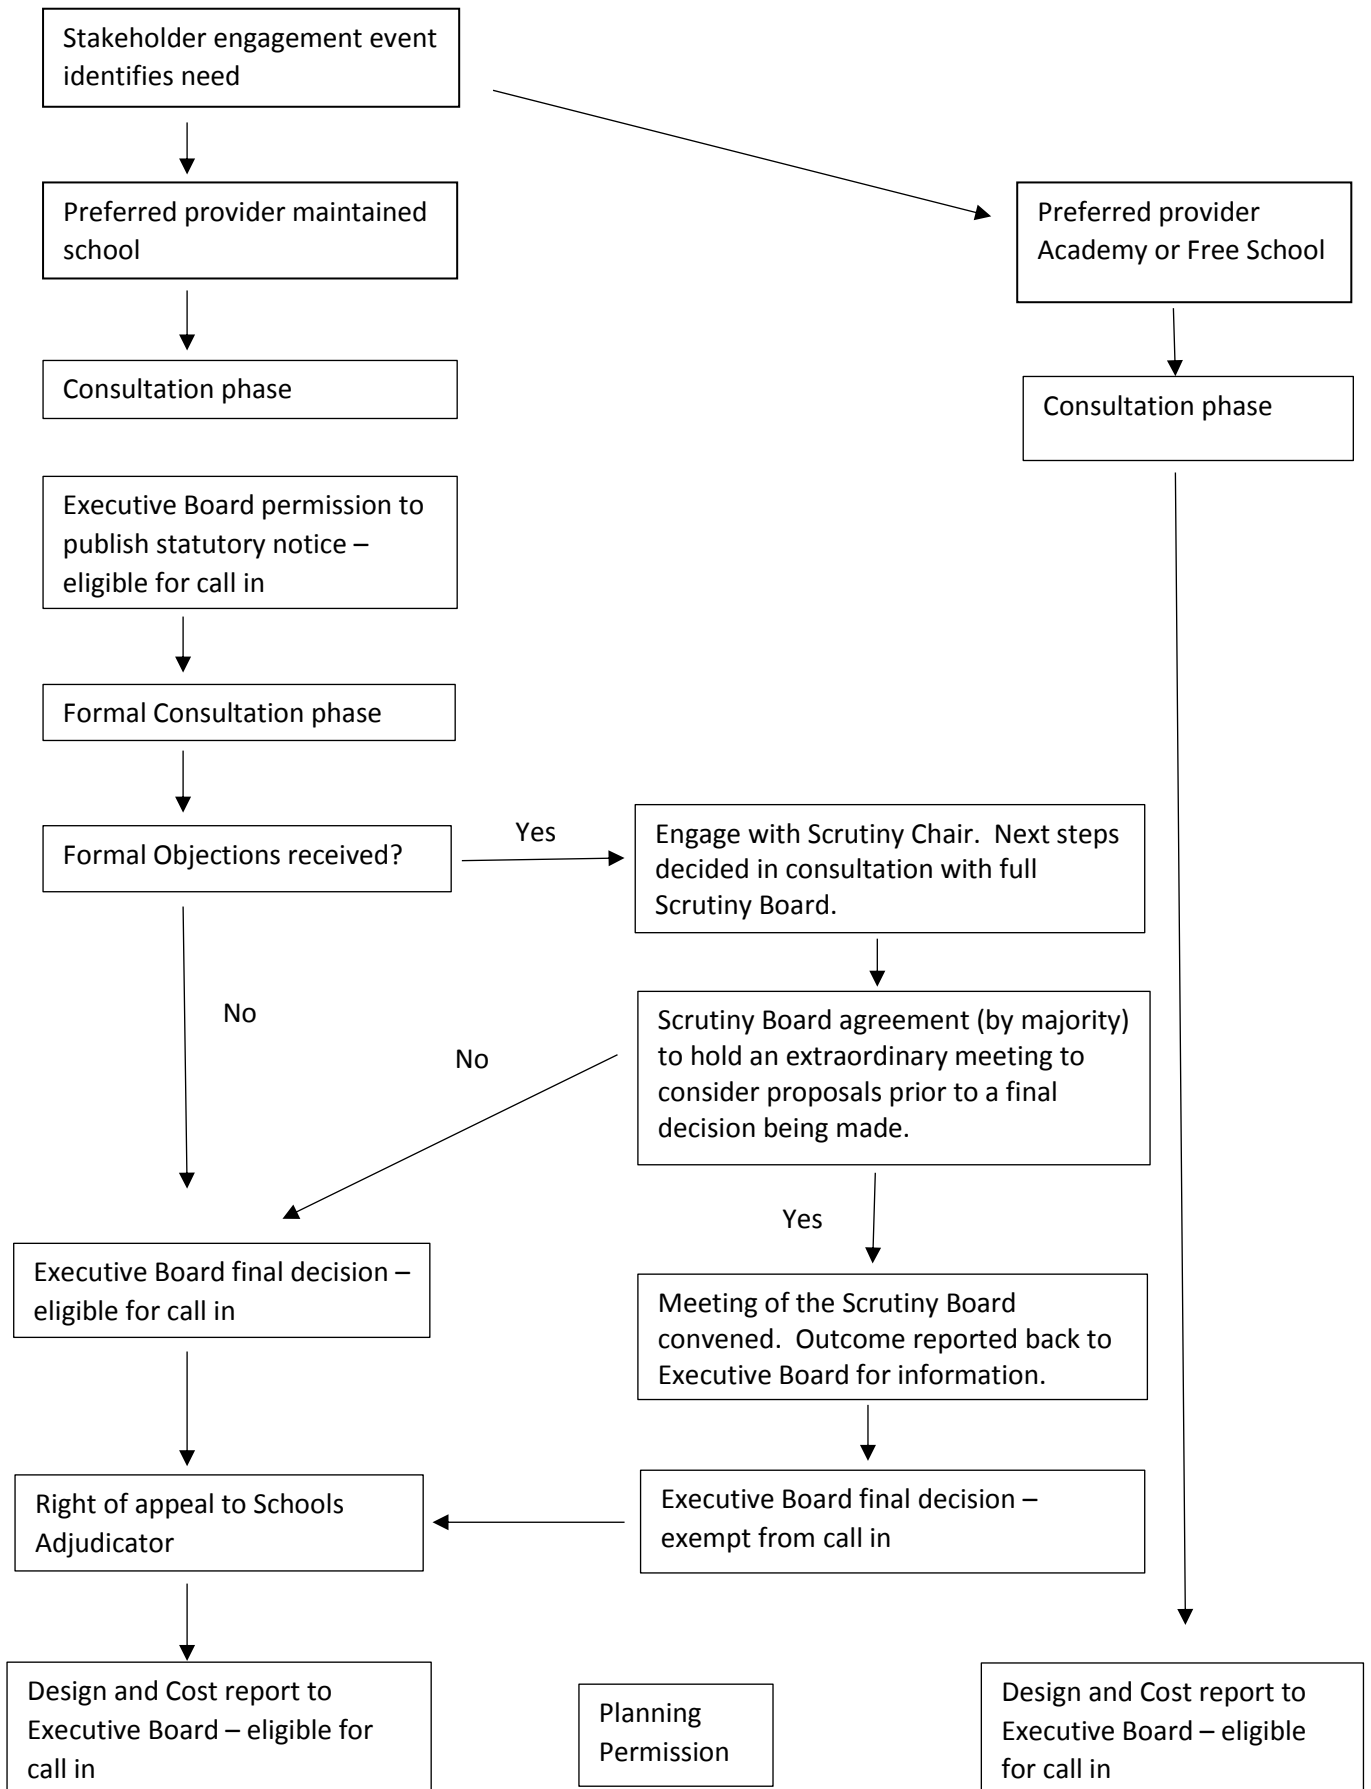 Stakeholder engagement event
identifies need
Preferred provider maintained
school
Preferred provider
Academy or Free School
Consultation phase
Consultation phase
Executive Board permission to
publish statutory notice –
eligible for call in
Formal Consultation phase
Formal Objections received?
Yes
Engage with Scrutiny Chair.  Next steps
decided in consultation with full
Scrutiny Board.
No
No
Scrutiny Board agreement (by majority)
to hold an extraordinary meeting to
consider proposals prior to a final
decision being made.
Yes
Executive Board final decision –
eligible for call in
Meeting of the Scrutiny Board
convened.  Outcome reported back to
Executive Board for information.
Right of appeal to Schools
Adjudicator
Executive Board final decision –
exempt from call in
Design and Cost report to
Executive Board – eligible for
call in
Planning
Permission
Design and Cost report to
Executive Board – eligible
for call in